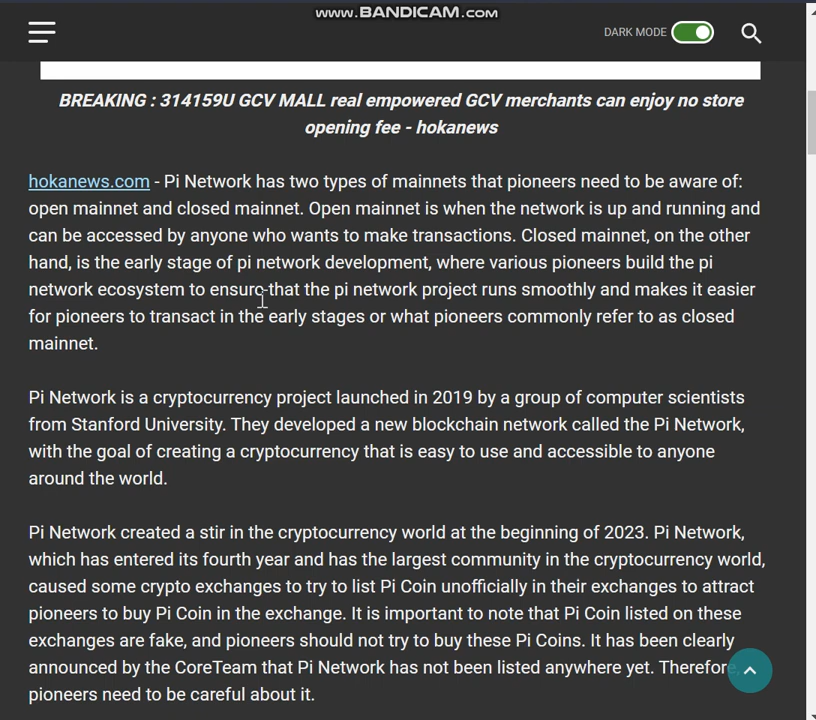 www.BANDICAM.com
DARK MODE
BREAKING : 314159U GCV MALL real empowered GCV merchants can enjoy no store
opening fee - hokanews
hokanews.com - Pi Network has two types of mainnets that pioneers need to be aware of:
open mainnet and closed mainnet. Open mainnet is when the network is up and running and
can be accessed by anyone who wants to make transactions. Closed mainnet, on the other
hand, is the early stage of pi network development, where various pioneers build the pi
network ecosystem to ensure that the pi network project runs smoothly and makes it easier
for pioneers to transact in the early stages or what pioneers commonly refer to as closed
mainnet.
Pi Network is a cryptocurrency project launched in 2019 by a group of computer scientists
from Stanford University. They developed a new blockchain network called the Pi Network,
with the goal of creating a cryptocurrency that is easy to use and accessible to anyone
around the world.
Pi Network created a stir in the cryptocurrency world at the beginning of 2023. Pi Network,
which has entered its fourth year and has the largest community in the cryptocurrency world,
caused some crypto exchanges to try to list Pi Coin unofficially in their exchanges to attract
pioneers to buy Pi Coin in the exchange. It is important to note that Pi Coin listed on these
exchanges are fake, and pioneers should not try to buy these Pi Coins. It has been clearly
announced by the CoreTeam that Pi Network has not been listed anywhere yet. Therefore,
pioneers need to be careful about it.